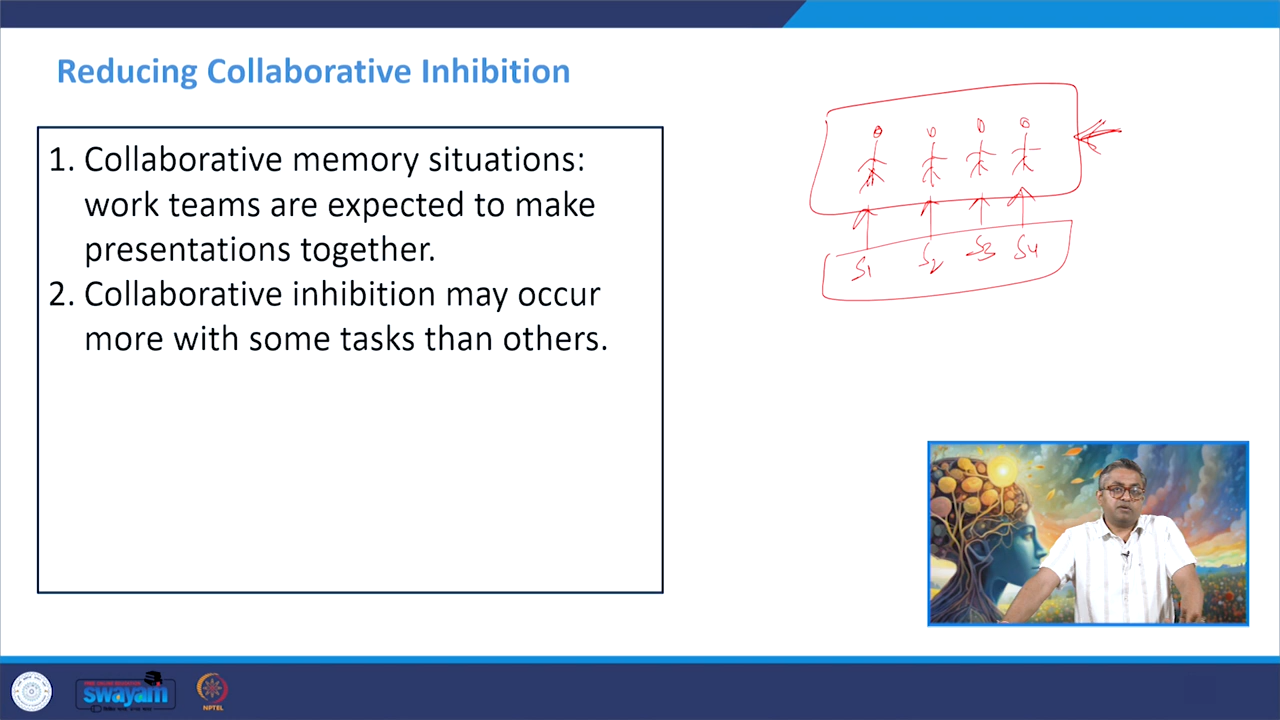 Reducing Collaborative Inhibition
1. Collaborative memory situations:
work teams are expected to make
presentations together.
2. Collaborative inhibition may occur
more with some tasks than others.
S1 S2 S3 S4
swayam
NPTEL